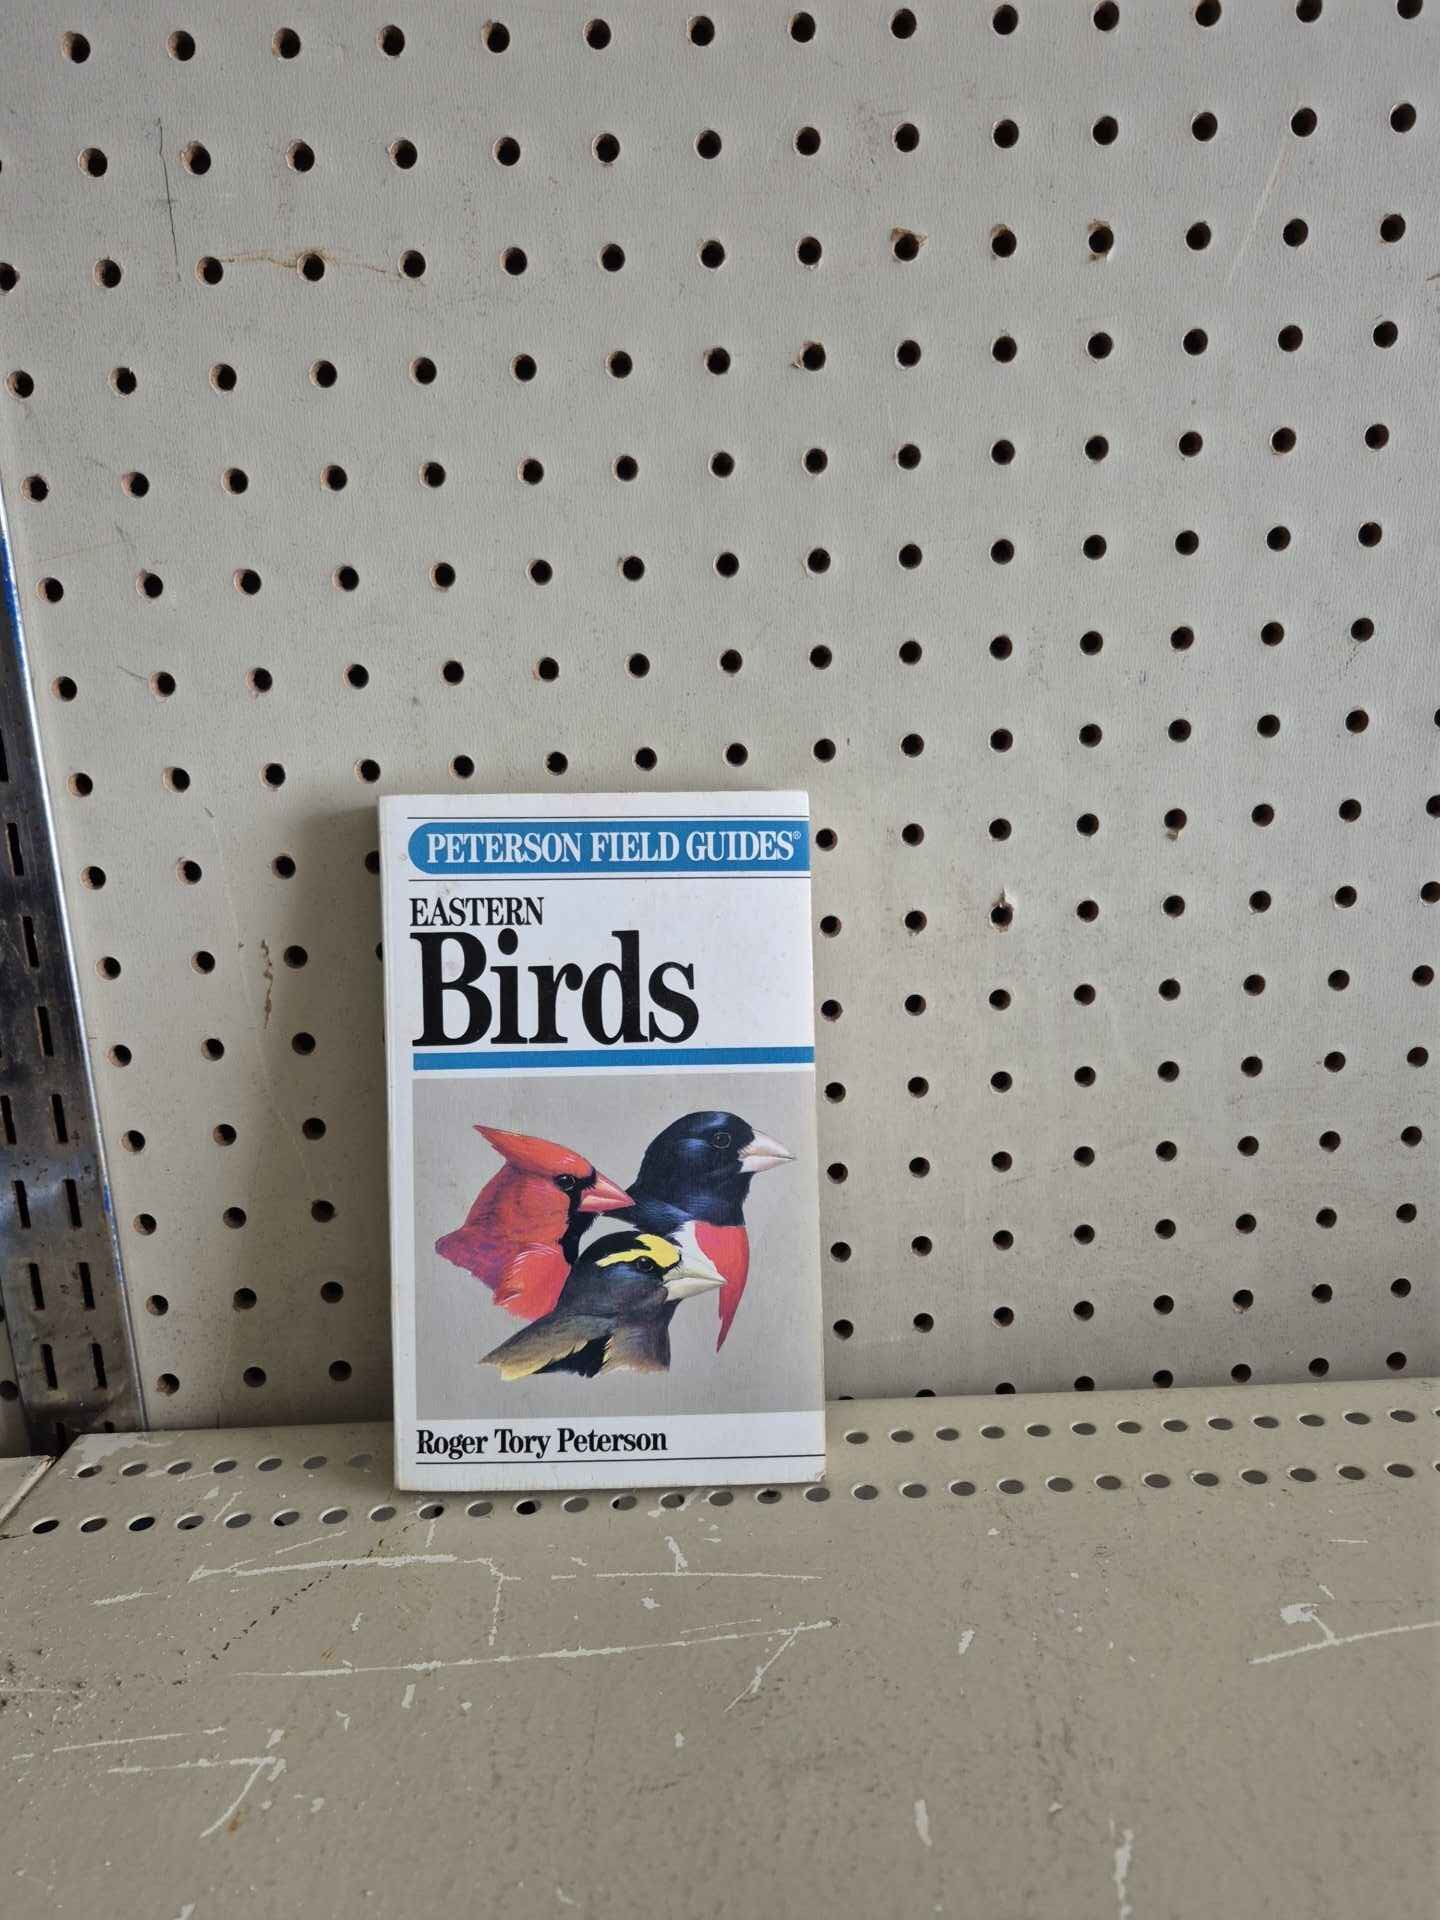 PETERSON FIELD GUIDES®
EASTERN
Birds
Roger Tory Peterson